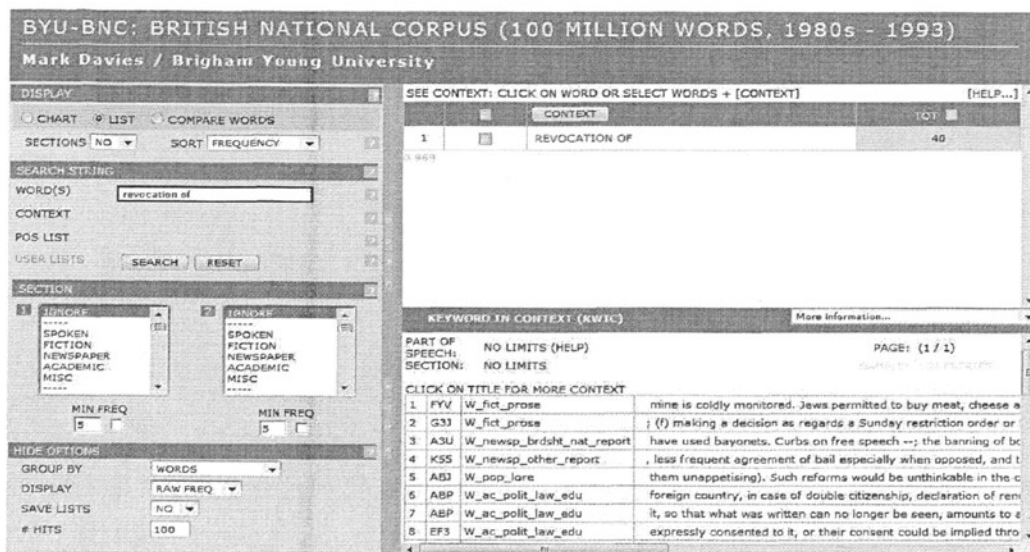 BYU-BNC: BRITISH NATIONAL CORPUS (100 MILLION WORDS, 1980s - 1993)
Mark Davies / Brigham Young University
DISPLAY
CHART LIST COMPARE WORDS
SECTIONS NO SORT FREQUENCY
SEARCH STRING
WORD(S) revocation of
CONTEXT
POS LIST
USER LISTS SEARCH RESET
SECTION
1 IGNORE
-----
SPOKEN
FICTION
NEWSPAPER
ACADEMIC
MISC
-----
2 IGNORE
-----
SPOKEN
FICTION
NEWSPAPER
ACADEMIC
MISC
-----
MIN FREQ
5
MIN FREQ
5
HIDE OPTIONS
GROUP BY WORDS
DISPLAY RAW FREQ
SAVE LISTS NO
# HITS 100
SEE CONTEXT: CLICK ON WORD OR SELECT WORDS + [CONTEXT] [HELP...]
CONTEXT TOT
1 REVOCATION OF 40
0.969
KEYWORD IN CONTEXT (KWIC) More Information...
PART OF SPEECH: NO LIMITS (HELP) PAGE: (1 / 1)
SECTION: NO LIMITS
CLICK ON TITLE FOR MORE CONTEXT
1 FYV W_fict_prose mine is coldly monitored. Jews permitted to buy meat, cheese a
2 G3J W_fict_prose ; (f) making a decision as regards a Sunday restriction order or
3 A3U W_newsp_brdsht_nat_report have used bayonets. Curbs on free speech --; the banning of bo
4 K5S W_newsp_other_report , less frequent agreement of bail especially when opposed, and t
5 ABJ W_pop_lore them unappetising). Such reforms would be unthinkable in the c
6 ABP W_ac_polit_law_edu foreign country, in case of double citizenship, declaration of ren
7 ABP W_ac_polit_law_edu it, so that what was written can no longer be seen, amounts to a
8 EF3 W_ac_polit_law_edu expressly consented to it, or their consent could be implied thro